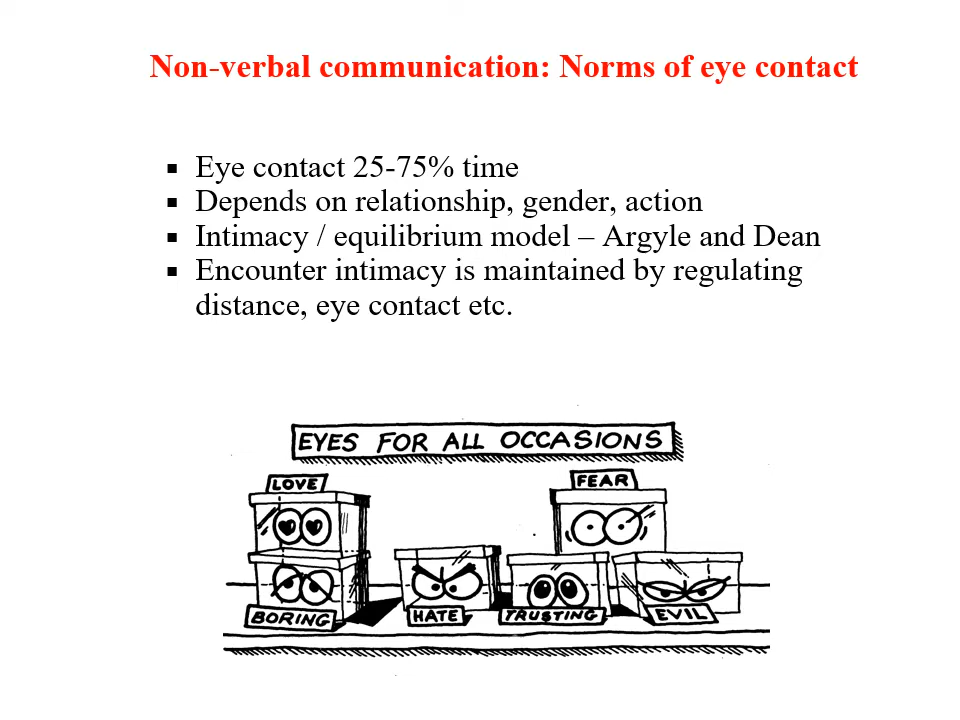 Non-verbal communication: Norms of eye contact
▪ Eye contact 25-75% time
▪ Depends on relationship, gender, action
▪ Intimacy / equilibrium model – Argyle and Dean
▪ Encounter intimacy is maintained by regulating
distance, eye contact etc.
EYES FOR ALL OCCASIONS
LOVE
FEAR
BORING
HATE
TRUSTING
EVIL